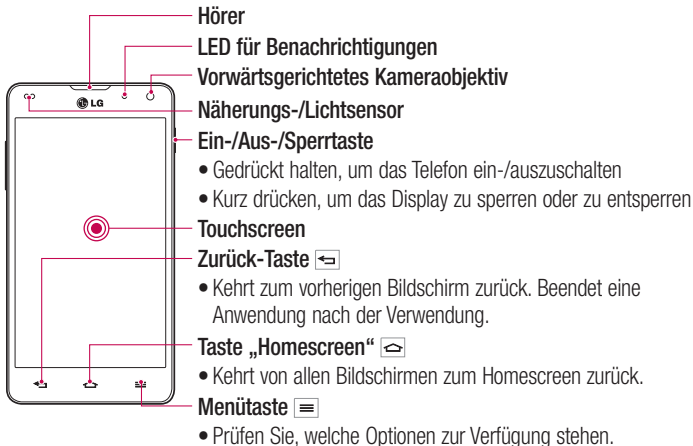 Hörer
LED für Benachrichtigungen
Vorwärtsgerichtetes Kameraobjektiv
LG
Näherungs-/Lichtsensor
Ein-/Aus-/Sperrtaste
• Gedrückt halten, um das Telefon ein-/auszuschalten
• Kurz drücken, um das Display zu sperren oder zu entsperren
Touchscreen
Zurück-Taste
• Kehrt zum vorherigen Bildschirm zurück. Beendet eine
Anwendung nach der Verwendung.
Taste „Homescreen“
• Kehrt von allen Bildschirmen zum Homescreen zurück.
Menütaste
• Prüfen Sie, welche Optionen zur Verfügung stehen.